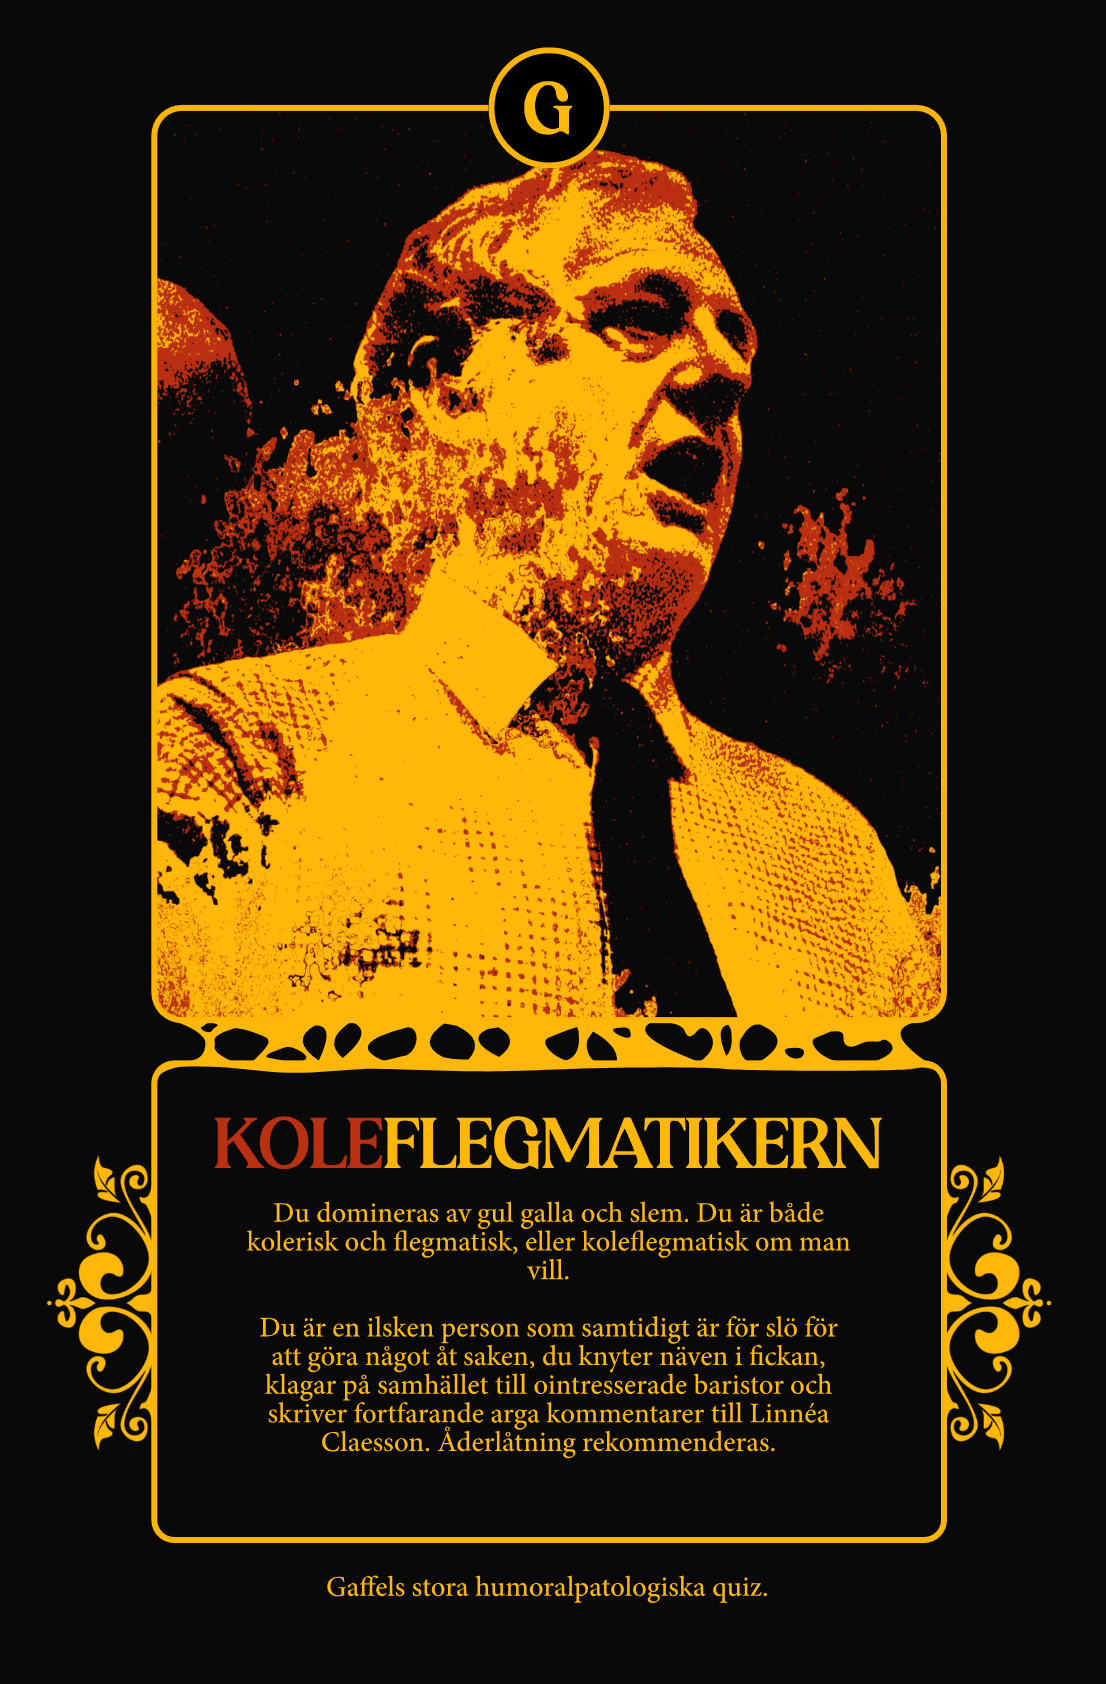 G
KOLEFLEGMATIKERN
Du domineras av gul galla och slem. Du är både
kolerisk och flegmatisk, eller koleflegmatisk om man
vill.
Du är en ilsken person som samtidigt är för slö för
att göra något åt saken, du knyter näven i fickan,
klagar på samhället till ointresserade baristor och
skriver fortfarande arga kommentarer till Linnéa
Claesson. Åderlåtning rekommenderas.
Gaffels stora humoralpatologiska quiz.